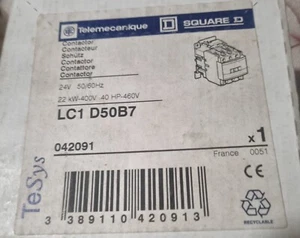 Telemecanique SQUARE D
Contactor
Contacteur
Schütz
Contattore
Contactor
24V 50/60Hz
22 kW-400V 40 HP-460V
LC1 D50B7
042091
x1
France 0051
TeSys
CE
RECYCLABLE
3 389110 420913